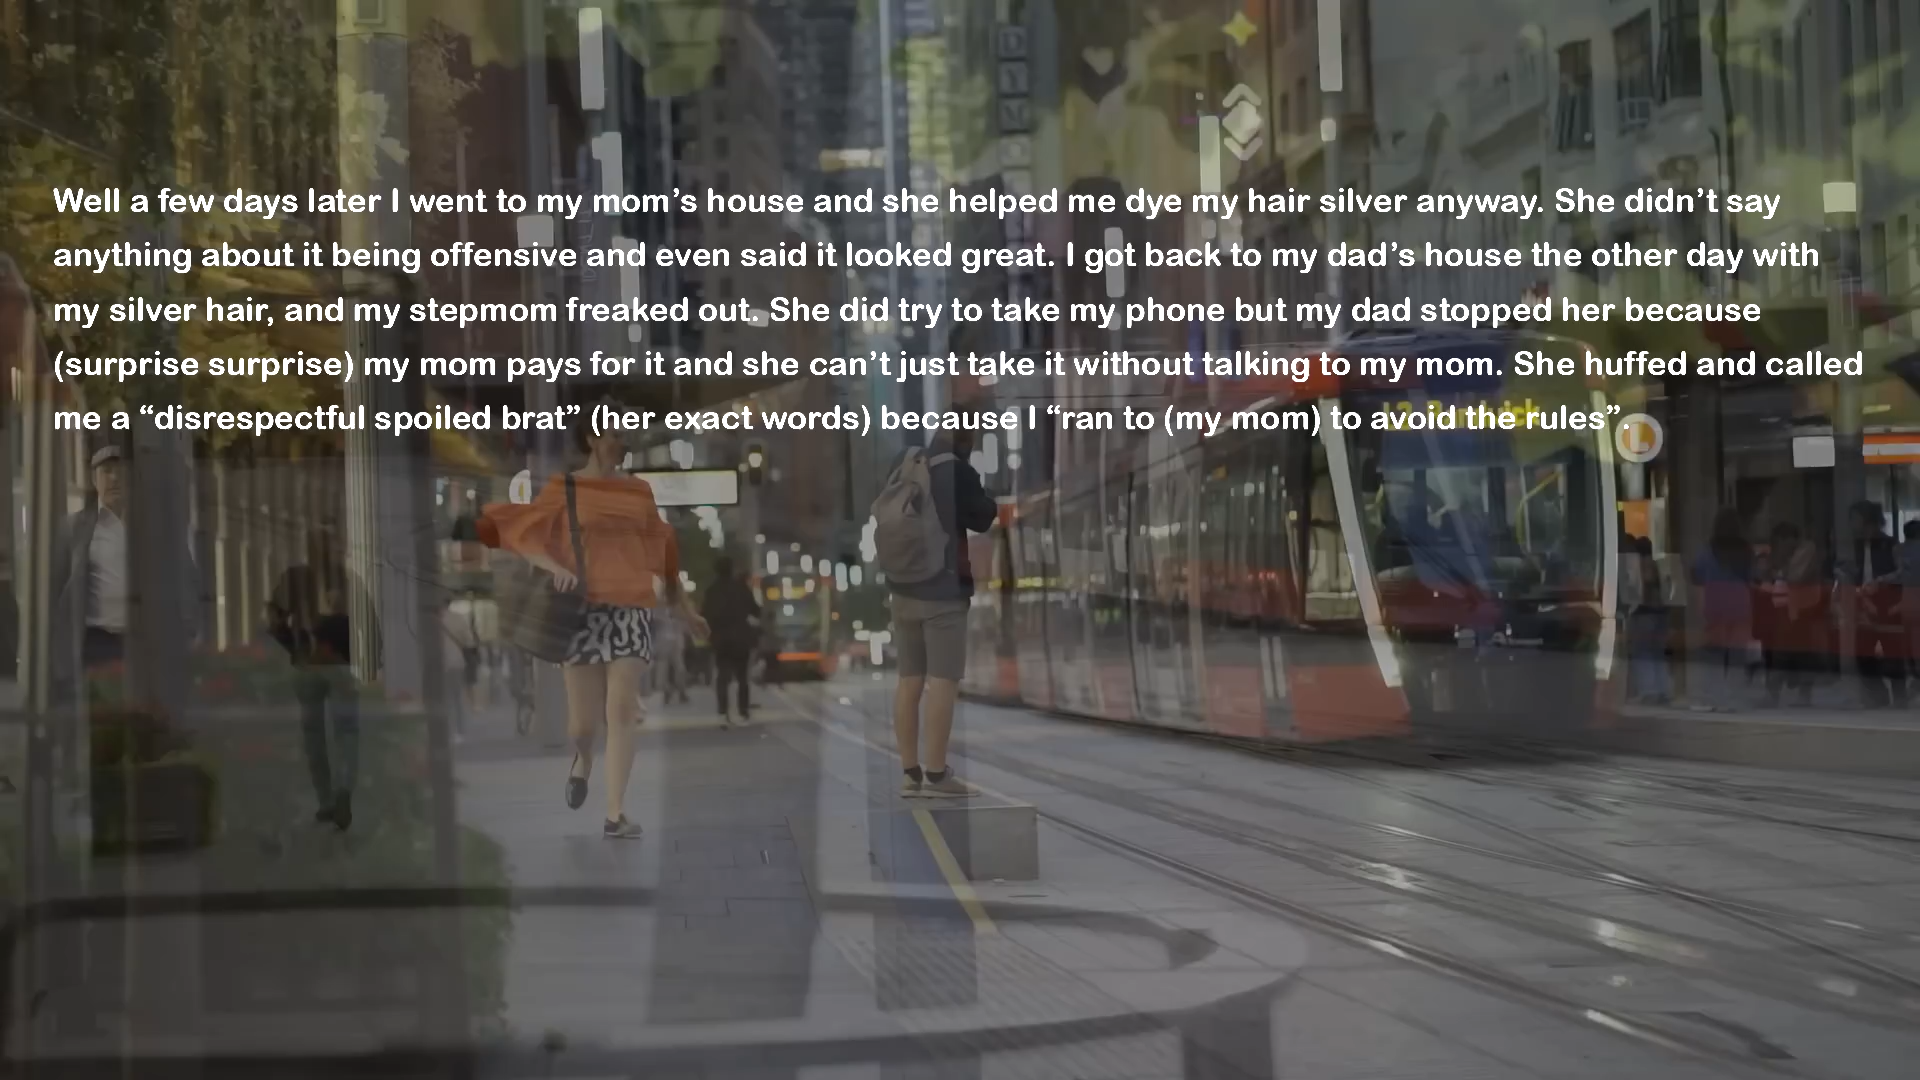 Well a few days later I went to my mom’s house and she helped me dye my hair silver anyway. She didn’t say
anything about it being offensive and even said it looked great. I got back to my dad’s house the other day with
my silver hair, and my stepmom freaked out. She did try to take my phone but my dad stopped her because
(surprise surprise) my mom pays for it and she can’t just take it without talking to my mom. She huffed and called
me a “disrespectful spoiled brat” (her exact words) because I “ran to (my mom) to avoid the rules”.
L